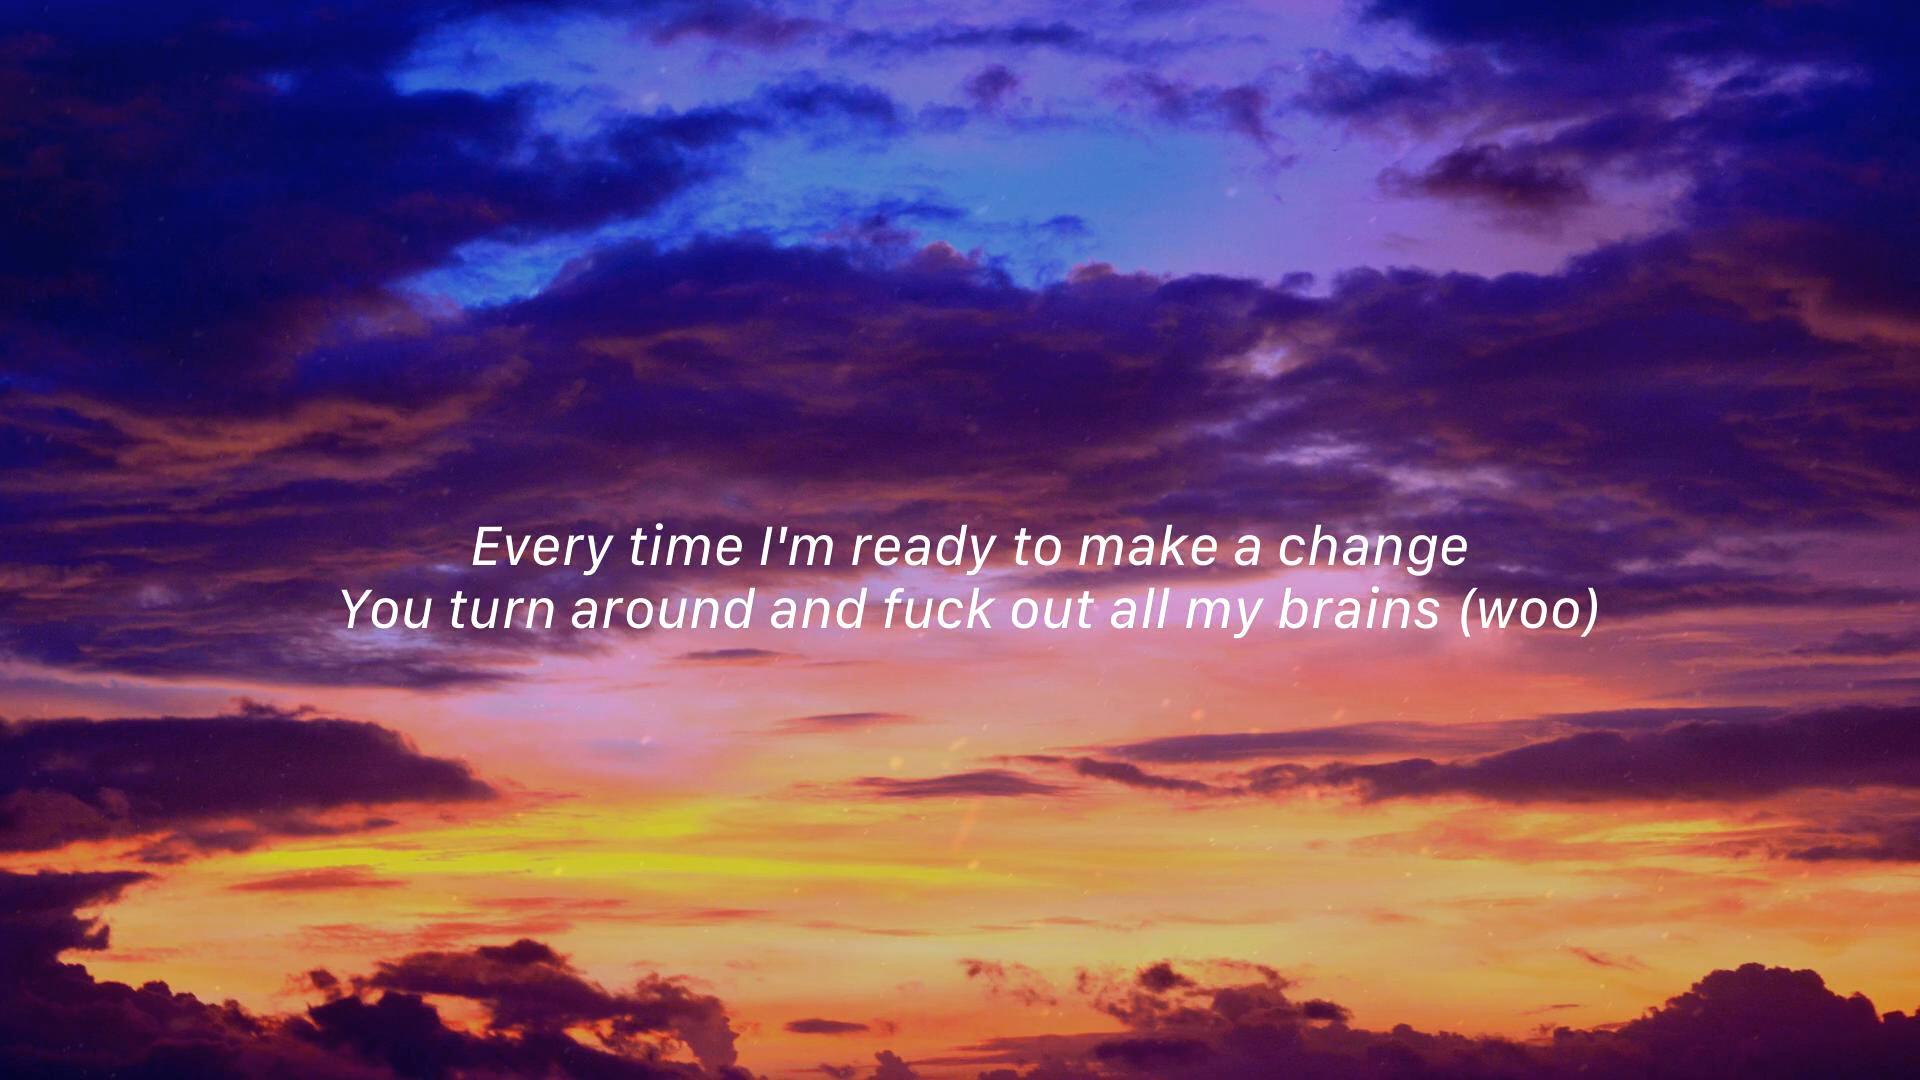 Every time I'm ready to make a change
You turn around and fuck out all my brains (woo)